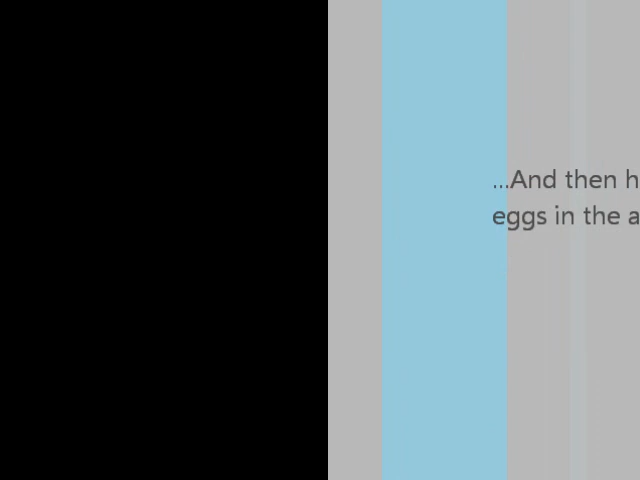 ...And then h
eggs in the a